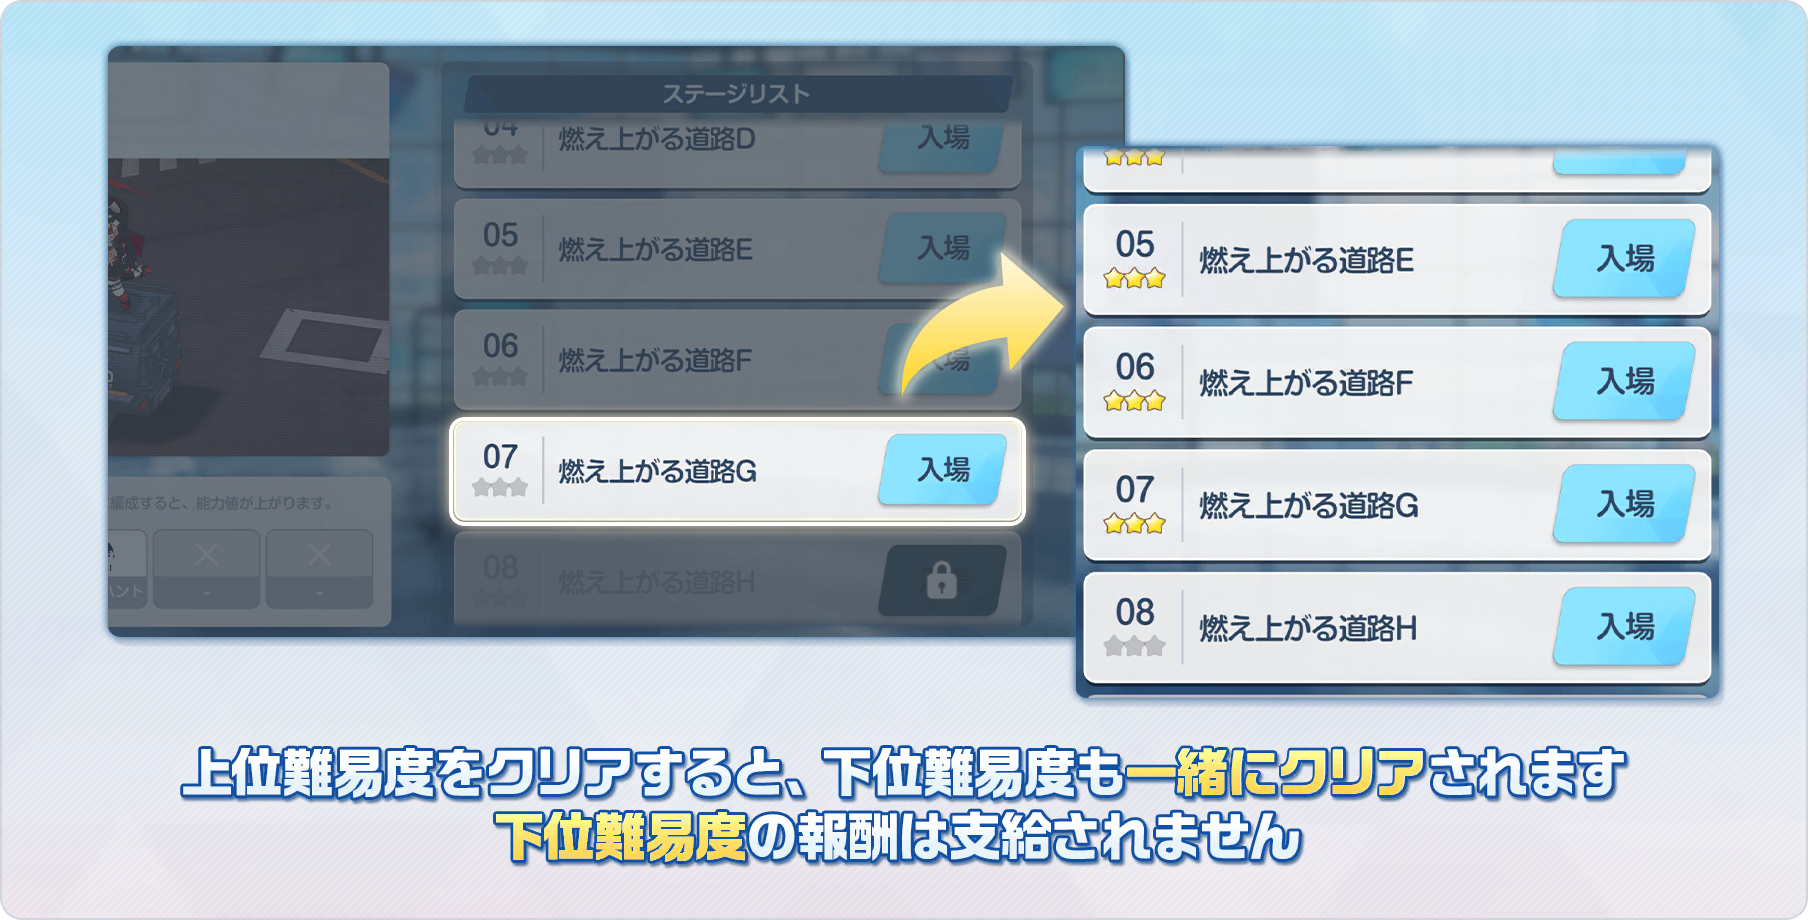 ステージリスト
04
燃え上がる道路D
入場
05
燃え上がる道路E
入場
06
燃え上がる道路F
場
07
燃え上がる道路G
入場
08
燃え上がる道路H
編成すると、能力値が上がります。
ント
-
-
05
燃え上がる道路E
入場
06
燃え上がる道路F
入場
07
燃え上がる道路G
入場
08
燃え上がる道路H
入場
上位難易度をクリアすると、下位難易度も一緒にクリアされます
下位難易度の報酬は支給されません